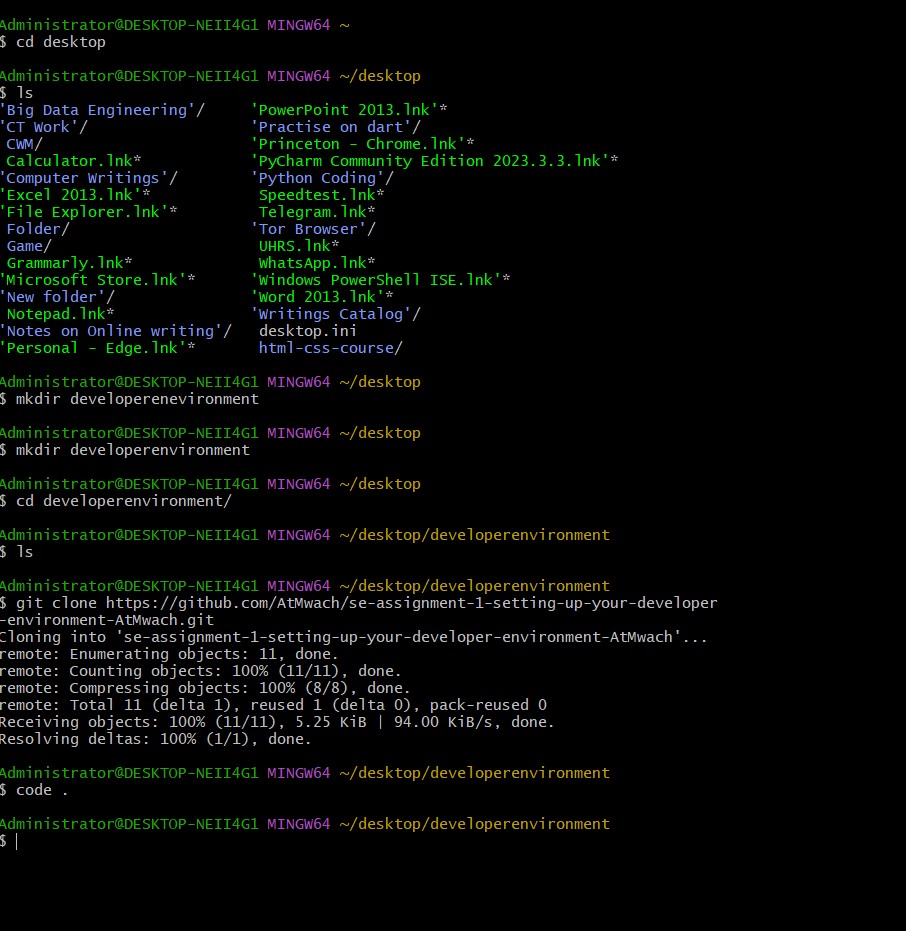 Administrator@DESKTOP-NEII4G1 MINGW64 ~
$ cd desktop
Administrator@DESKTOP-NEII4G1 MINGW64 ~/desktop
$ ls
'Big Data Engineering'/     'PowerPoint 2013.lnk'*
'CT Work'/                  'Practise on dart'/
 CWM/                       'Princeton - Chrome.lnk'*
 Calculator.lnk*            'PyCharm Community Edition 2023.3.3.lnk'*
'Computer Writings'/        'Python Coding'/
'Excel 2013.lnk'*            Speedtest.lnk*
'File Explorer.lnk'*         Telegram.lnk*
 Folder/                    'Tor Browser'/
 Game/                       UHRS.lnk*
 Grammarly.lnk*              WhatsApp.lnk*
'Microsoft Store.lnk'*      'Windows PowerShell ISE.lnk'*
'New folder'/               'Word 2013.lnk'*
 Notepad.lnk*               'Writings Catalog'/
'Notes on Online writing'/   desktop.ini
'Personal - Edge.lnk'*       html-css-course/
Administrator@DESKTOP-NEII4G1 MINGW64 ~/desktop
$ mkdir developerenevironment
Administrator@DESKTOP-NEII4G1 MINGW64 ~/desktop
$ mkdir developerenvironment
Administrator@DESKTOP-NEII4G1 MINGW64 ~/desktop
$ cd developerenvironment/
Administrator@DESKTOP-NEII4G1 MINGW64 ~/desktop/developerenvironment
$ ls
Administrator@DESKTOP-NEII4G1 MINGW64 ~/desktop/developerenvironment
$ git clone https://github.com/AtMwach/se-assignment-1-setting-up-your-developer
-environment-AtMwach.git
Cloning into 'se-assignment-1-setting-up-your-developer-environment-AtMwach'...
remote: Enumerating objects: 11, done.
remote: Counting objects: 100% (11/11), done.
remote: Compressing objects: 100% (8/8), done.
remote: Total 11 (delta 1), reused 1 (delta 0), pack-reused 0
Receiving objects: 100% (11/11), 5.25 KiB | 94.00 KiB/s, done.
Resolving deltas: 100% (1/1), done.
Administrator@DESKTOP-NEII4G1 MINGW64 ~/desktop/developerenvironment
$ code .
Administrator@DESKTOP-NEII4G1 MINGW64 ~/desktop/developerenvironment
$